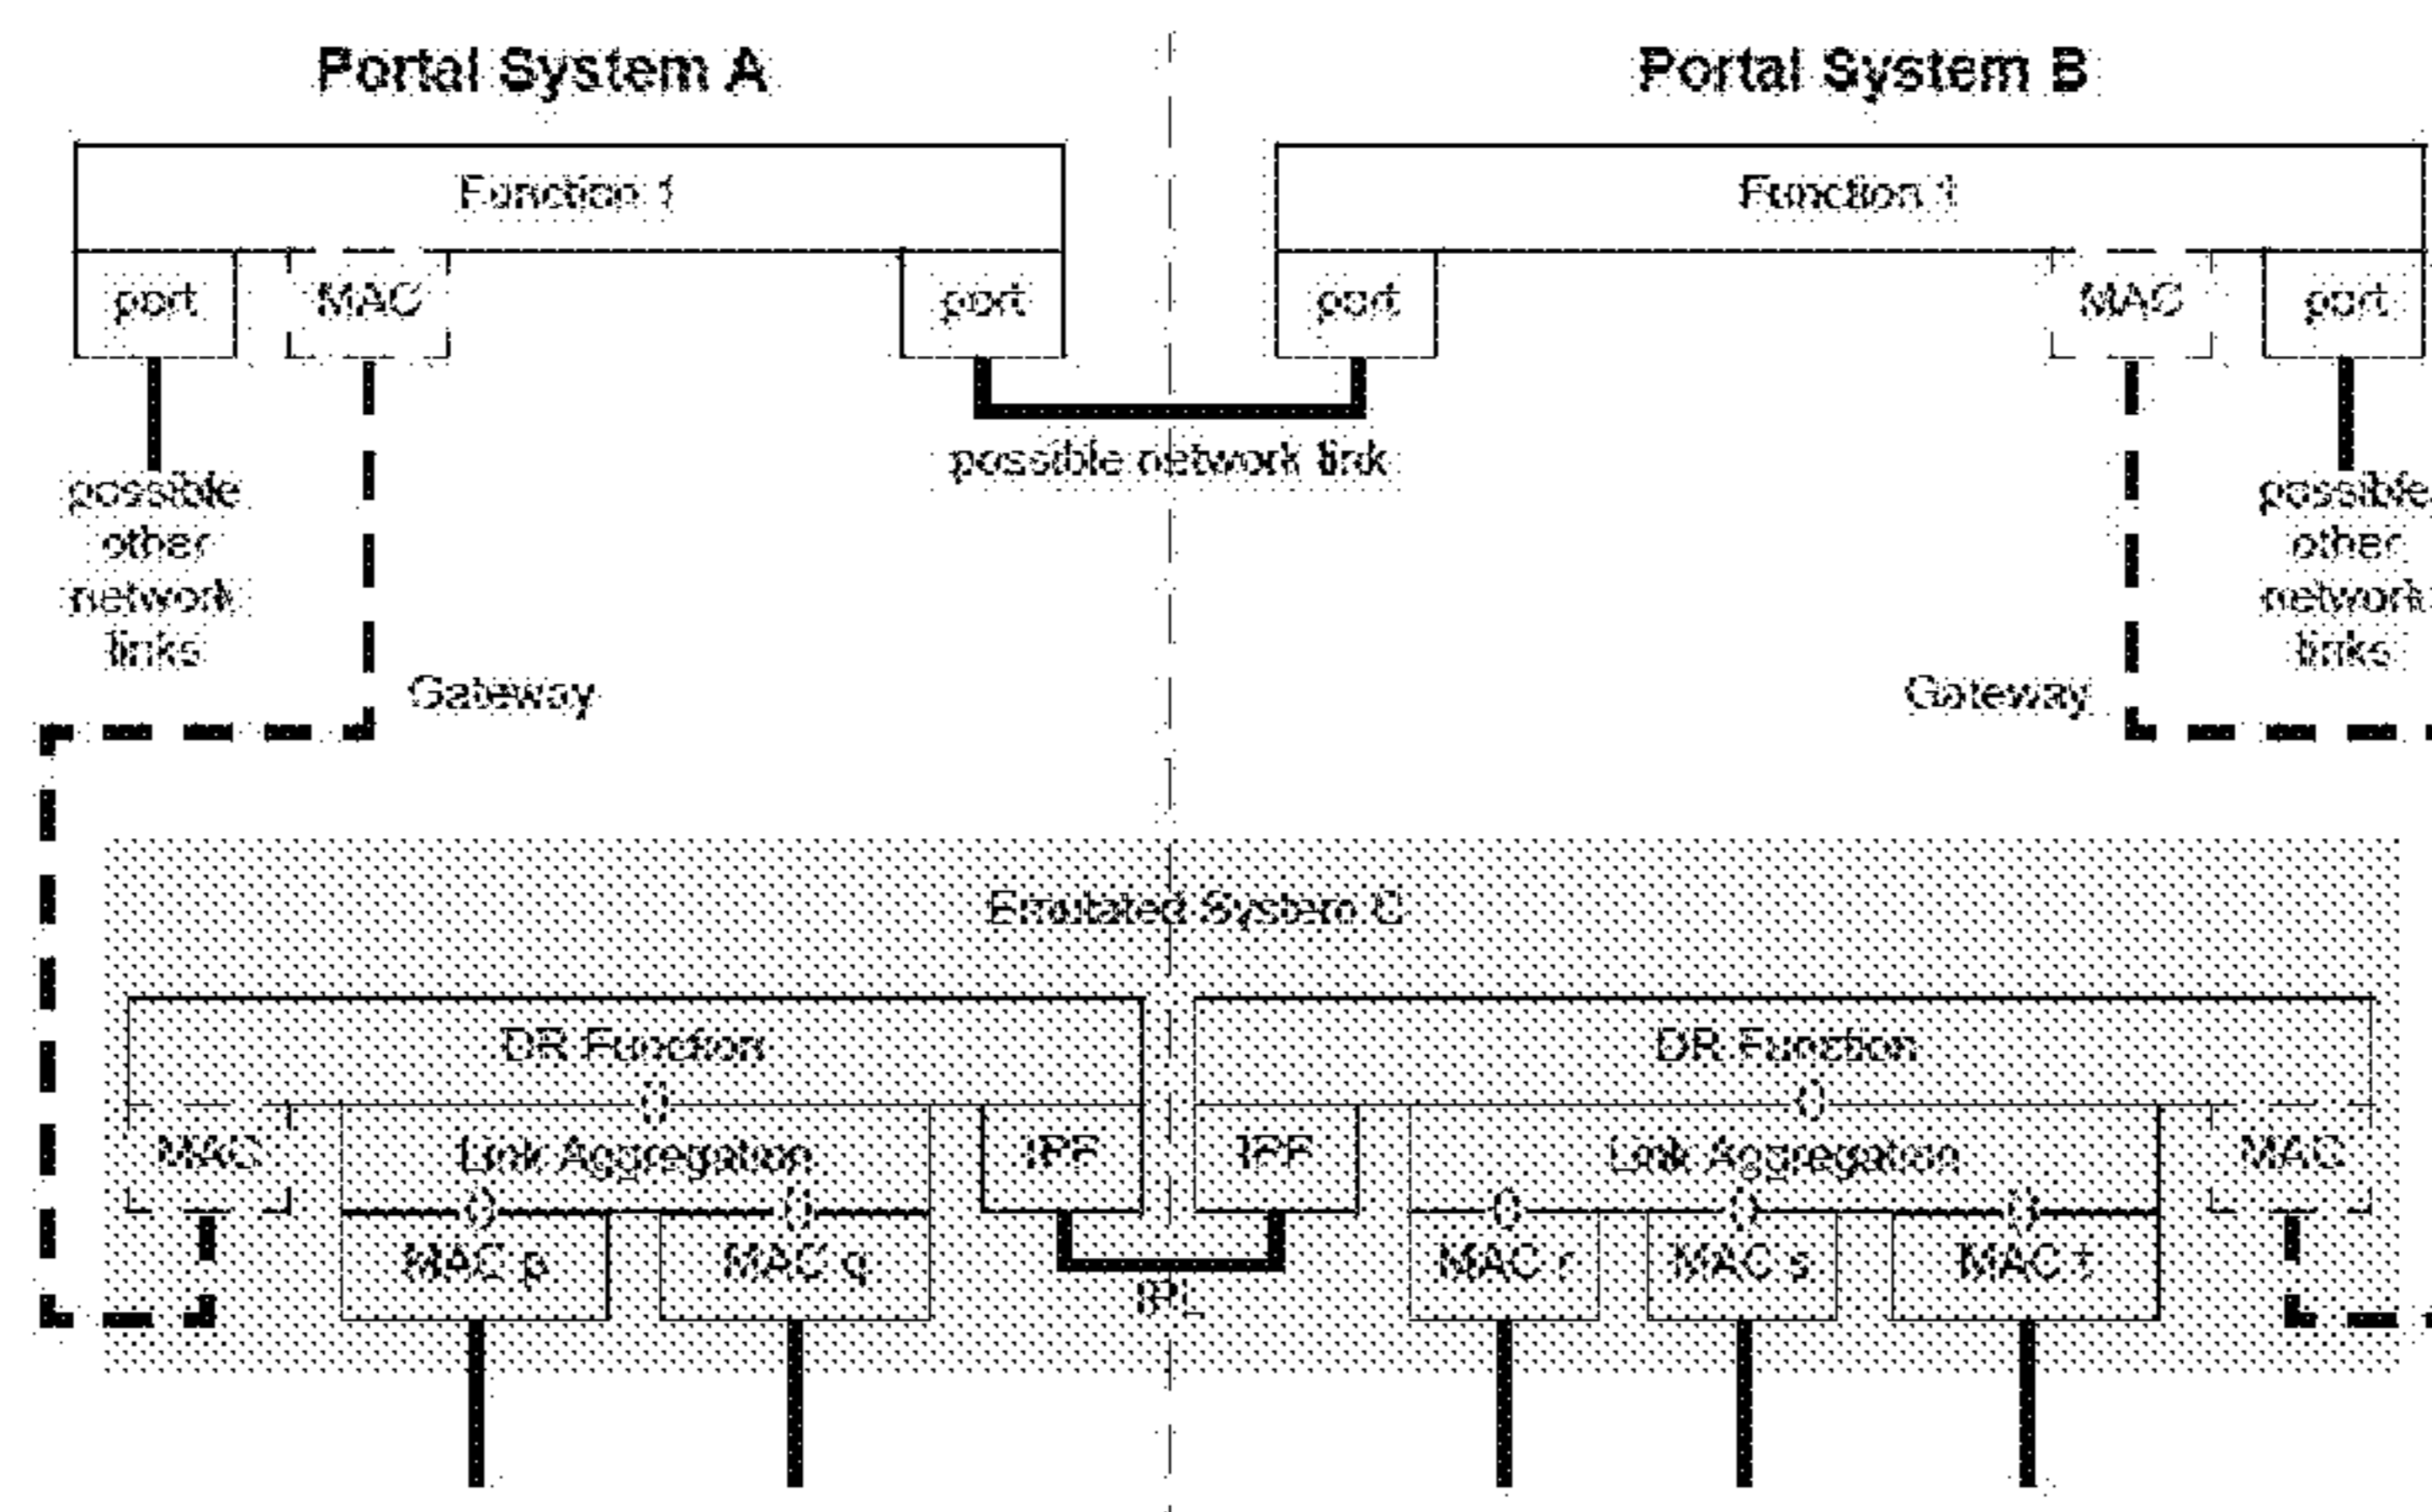 Portal System A
Portal System B
Function 1
Function 1
port
MAC
port
port
MAC
port
possible network link
possible
other
network
links
possible
other
network
links
Gateway
Gateway
Emulated System C
DR Function
DR Function
MAC
Link Aggregation
IPP
IPP
Link Aggregation
MAC
MAC p
MAC q
IPL
MAC r
MAC s
MAC t